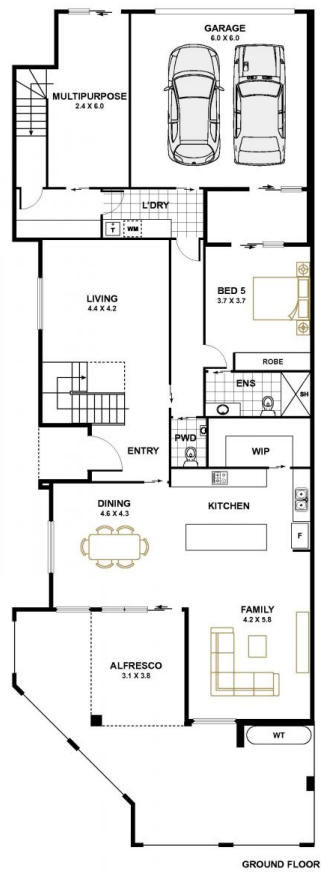 GARAGE
6.0 X 6.0
MULTIPURPOSE
2.4 X 6.0
L'DRY
T
WM
LIVING
4.4 X 4.2
BED 5
3.7 X 3.7
ROBE
ENS
SH
PWD
WIP
ENTRY
DINING
4.6 X 4.3
KITCHEN
F
FAMILY
4.2 X 5.8
ALFRESCO
3.1 X 3.8
WT
GROUND FLOOR